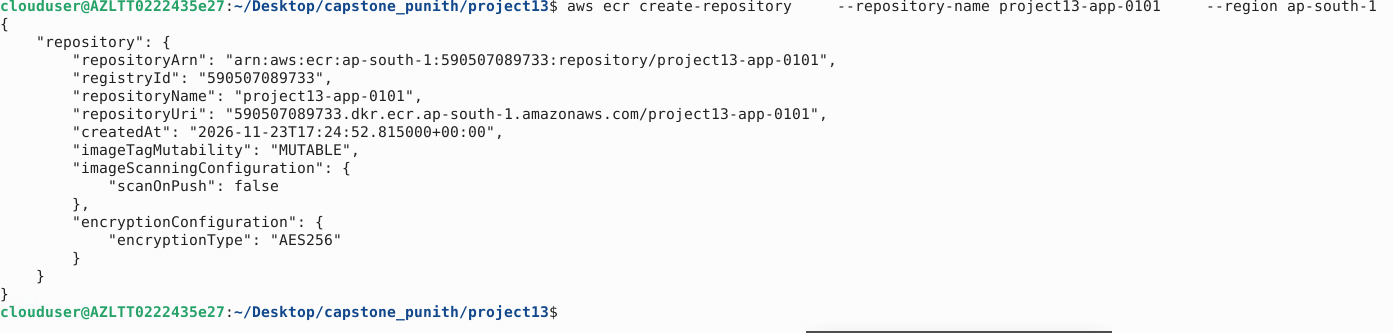 clouduser@AZLTT0222435e27:~/Desktop/capstone_punith/project13$ aws ecr create-repository     --repository-name project13-app-0101     --region ap-south-1
{
    "repository": {
        "repositoryArn": "arn:aws:ecr:ap-south-1:590507089733:repository/project13-app-0101",
        "registryId": "590507089733",
        "repositoryName": "project13-app-0101",
        "repositoryUri": "590507089733.dkr.ecr.ap-south-1.amazonaws.com/project13-app-0101",
        "createdAt": "2026-11-23T17:24:52.815000+00:00",
        "imageTagMutability": "MUTABLE",
        "imageScanningConfiguration": {
            "scanOnPush": false
        },
        "encryptionConfiguration": {
            "encryptionType": "AES256"
        }
    }
}
clouduser@AZLTT0222435e27:~/Desktop/capstone_punith/project13$